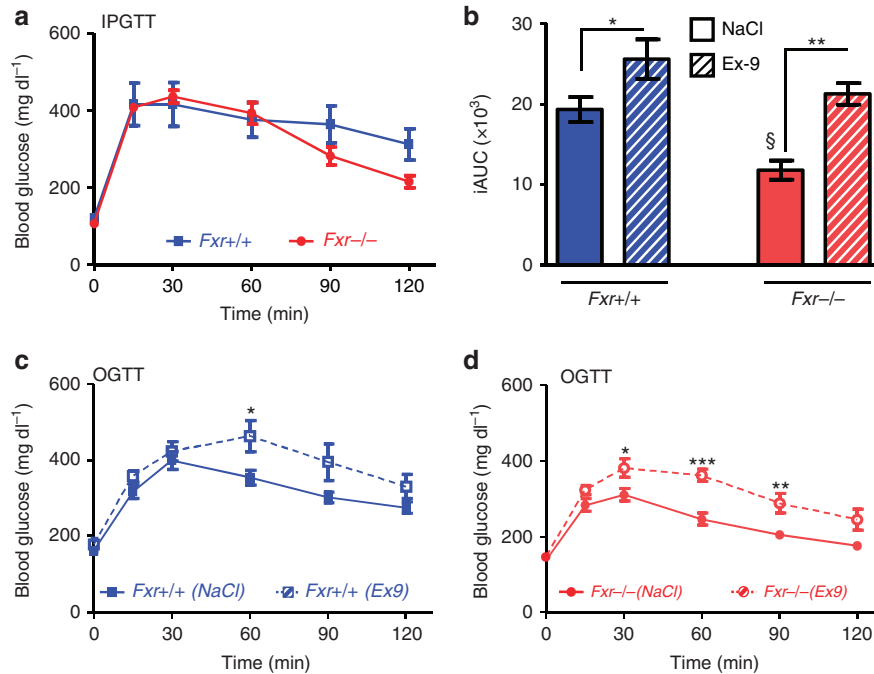 a
IPGTT
600
400
200
0
Blood glucose (mg dl⁻¹)
Fxr+/+
Fxr–/–
0 30 60 90 120
Time (min)
b
NaCl
Ex-9
30
20
10
0
iAUC (×10³)
*
**
§
Fxr+/+
Fxr–/–
c
OGTT
600
400
200
0
Blood glucose (mg dl⁻¹)
*
Fxr+/+ (NaCl)
Fxr+/+ (Ex9)
0 30 60 90 120
Time (min)
d
OGTT
600
400
200
0
Blood glucose (mg dl⁻¹)
*
***
**
Fxr–/–(NaCl)
Fxr–/–(Ex9)
0 30 60 90 120
Time (min)